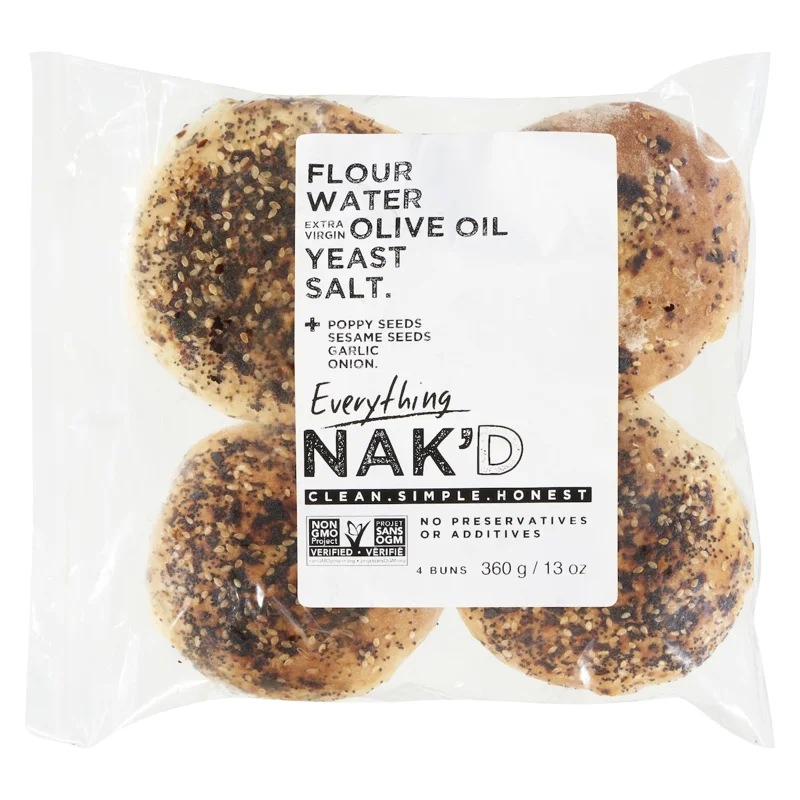 FLOUR
WATER
EXTRA VIRGIN OLIVE OIL
YEAST
SALT.
+ POPPY SEEDS
SESAME SEEDS
GARLIC
ONION.
Everything
NAK'D
CLEAN.SIMPLE.HONEST
NON GMO Project
PROJET SANS OGM
VERIFIED • VÉRIFIÉ
NO PRESERVATIVES
OR ADDITIVES
4 BUNS 360 g / 13 oz